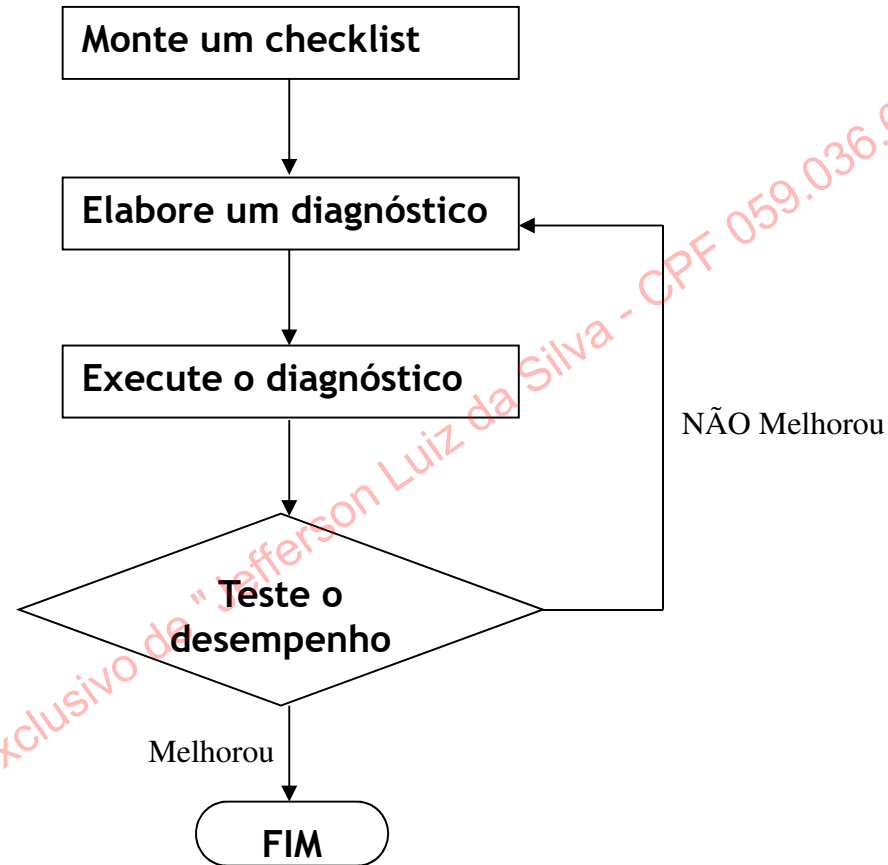 Monte um checklist
Elabore um diagnóstico
Execute o diagnóstico
NÃO Melhorou
Teste o
desempenho
Melhorou
FIM
xclusivo de " Jefferson Luiz da Silva - CPF 059.036.